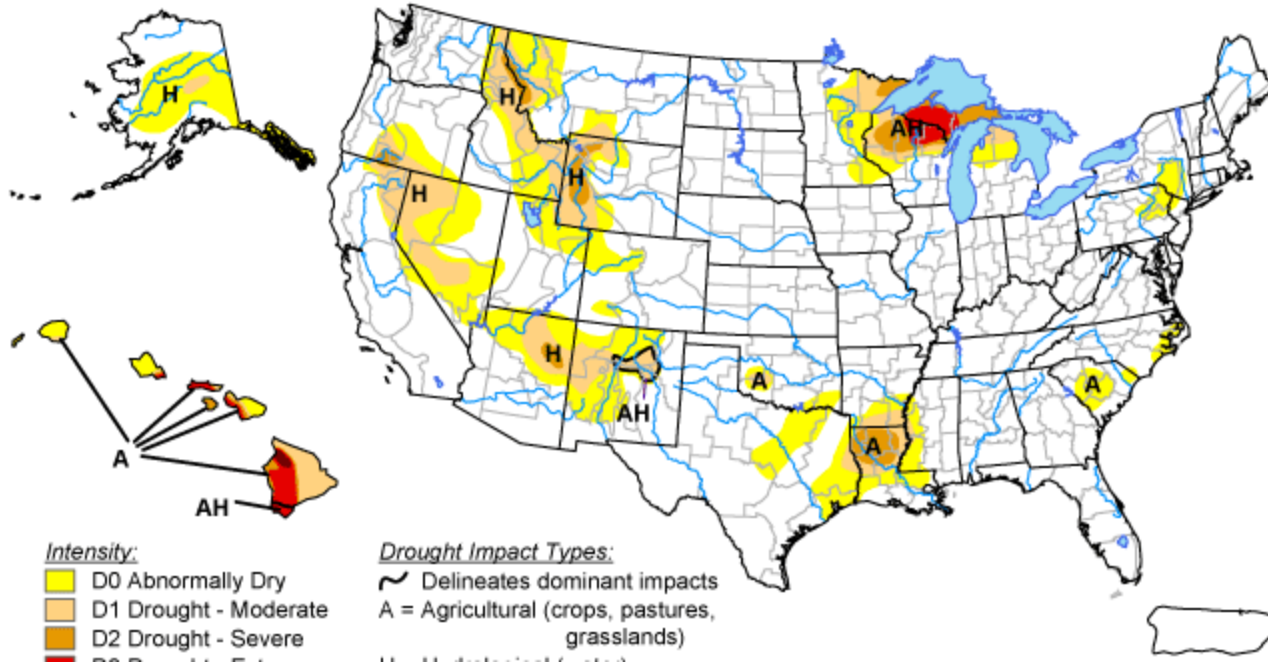 H
H
AH
H
H
H
A
A
AH
A
A
AH
Intensity:
D0 Abnormally Dry
D1 Drought - Moderate
D2 Drought - Severe
Drought Impact Types:
Delineates dominant impacts
A = Agricultural (crops, pastures,
grasslands)